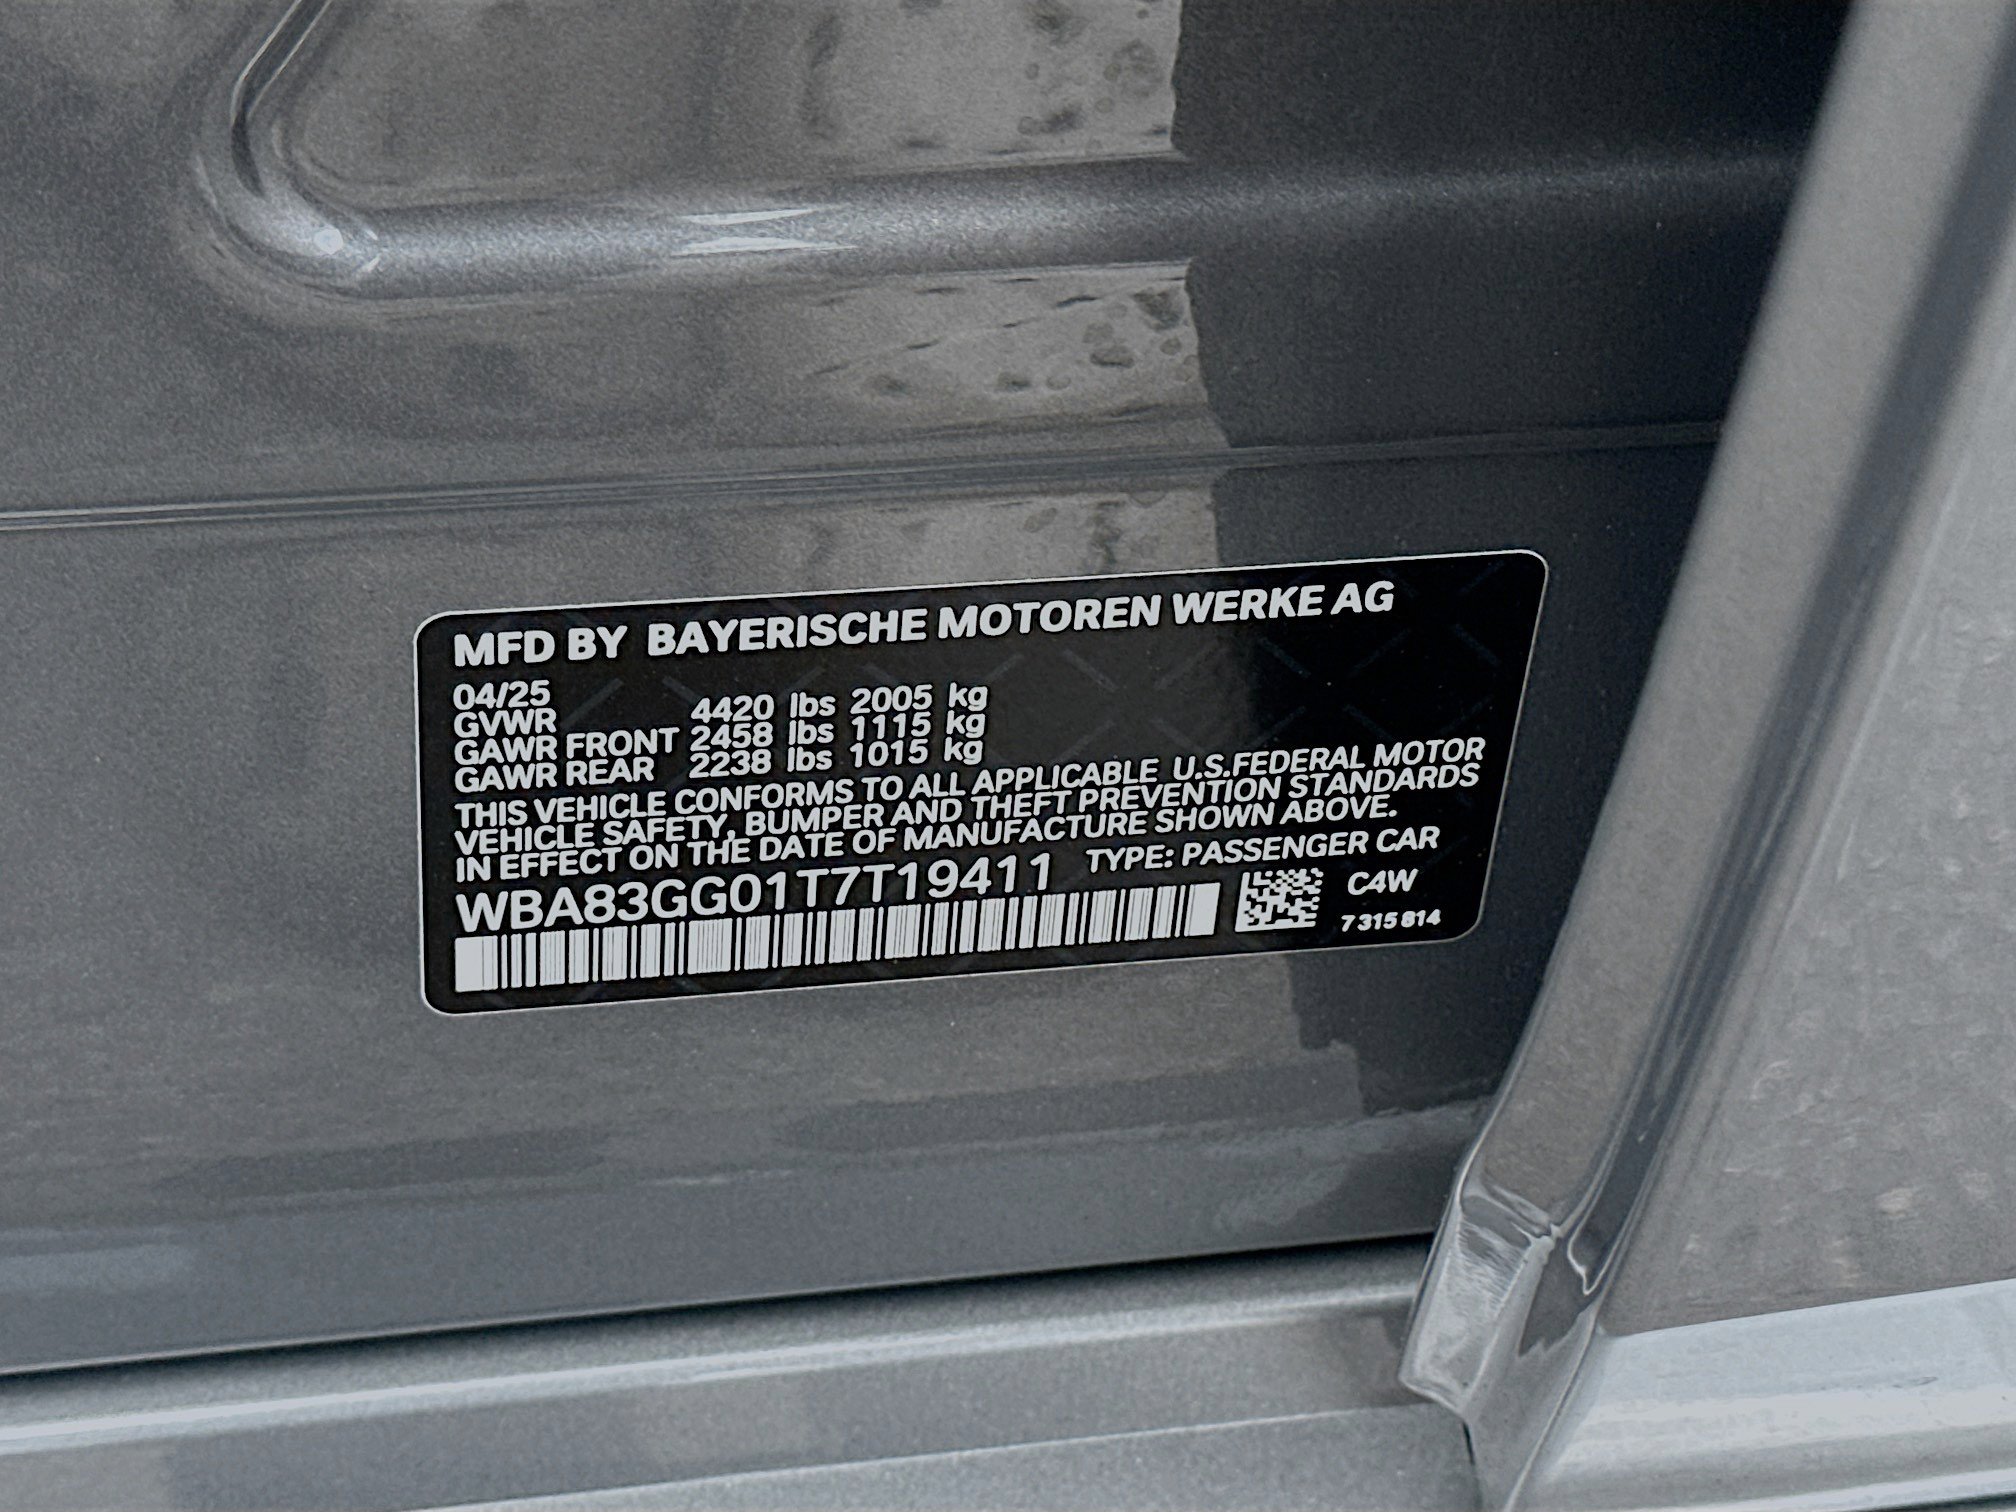 MFD BY BAYERISCHE MOTOREN WERKE AG
04/25
GVWR 4420 lbs 2005 kg
GAWR FRONT 2458 lbs 1115 kg
GAWR REAR 2238 lbs 1015 kg
THIS VEHICLE CONFORMS TO ALL APPLICABLE U.S.FEDERAL MOTOR
VEHICLE SAFETY, BUMPER AND THEFT PREVENTION STANDARDS
IN EFFECT ON THE DATE OF MANUFACTURE SHOWN ABOVE.
WBA83GG01T7T19411 TYPE: PASSENGER CAR
C4W
7 315 814